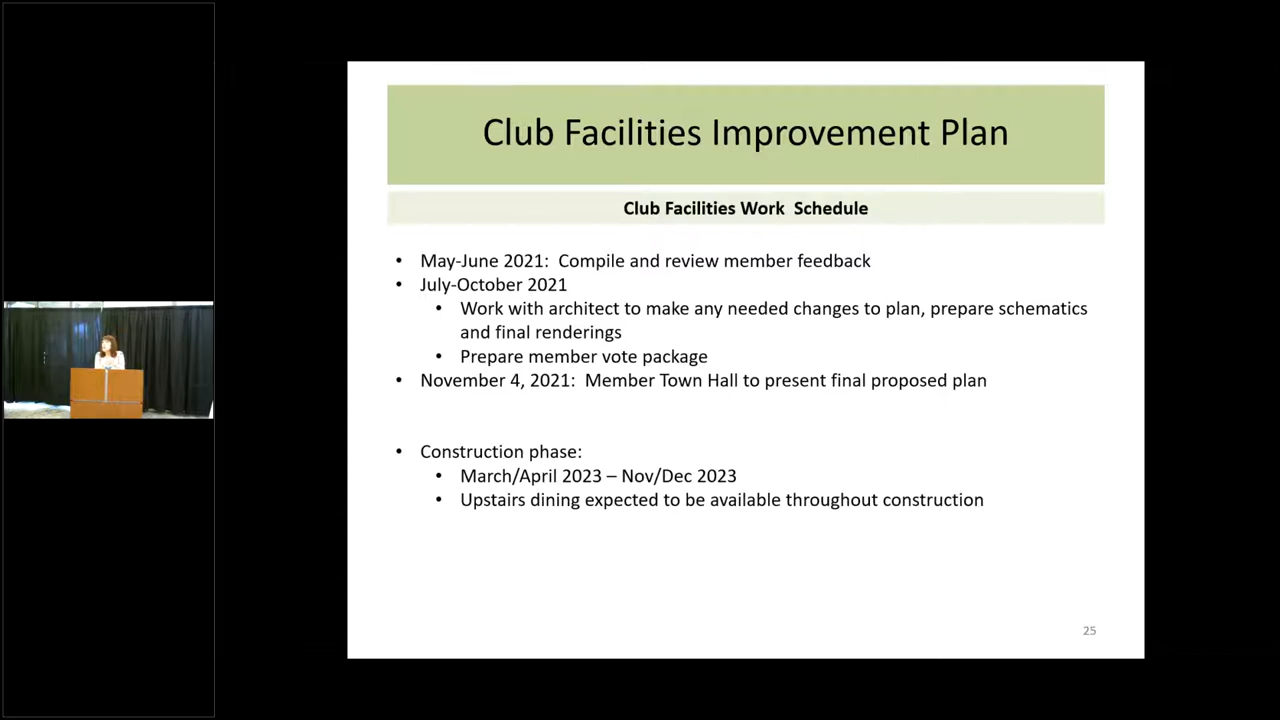 Club Facilities Improvement Plan
Club Facilities Work  Schedule
• May-June 2021:  Compile and review member feedback
• July-October 2021
• Work with architect to make any needed changes to plan, prepare schematics
and final renderings
• Prepare member vote package
• November 4, 2021:  Member Town Hall to present final proposed plan
• Construction phase:
• March/April 2023 – Nov/Dec 2023
• Upstairs dining expected to be available throughout construction
25